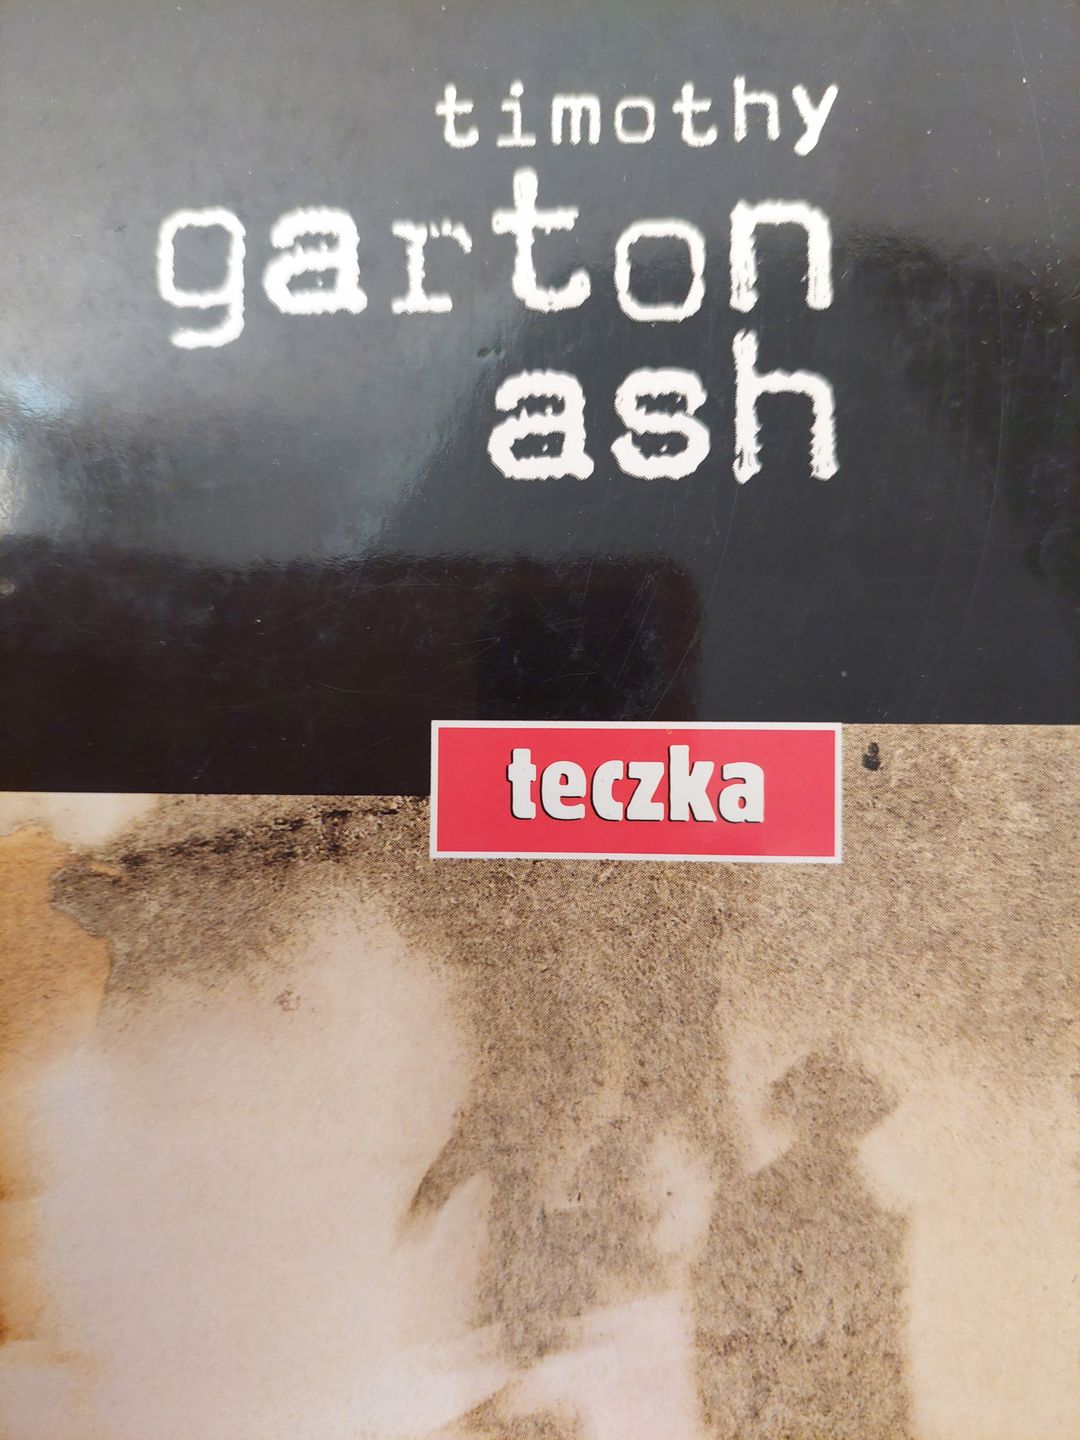 timothy
garton
ash
teczka